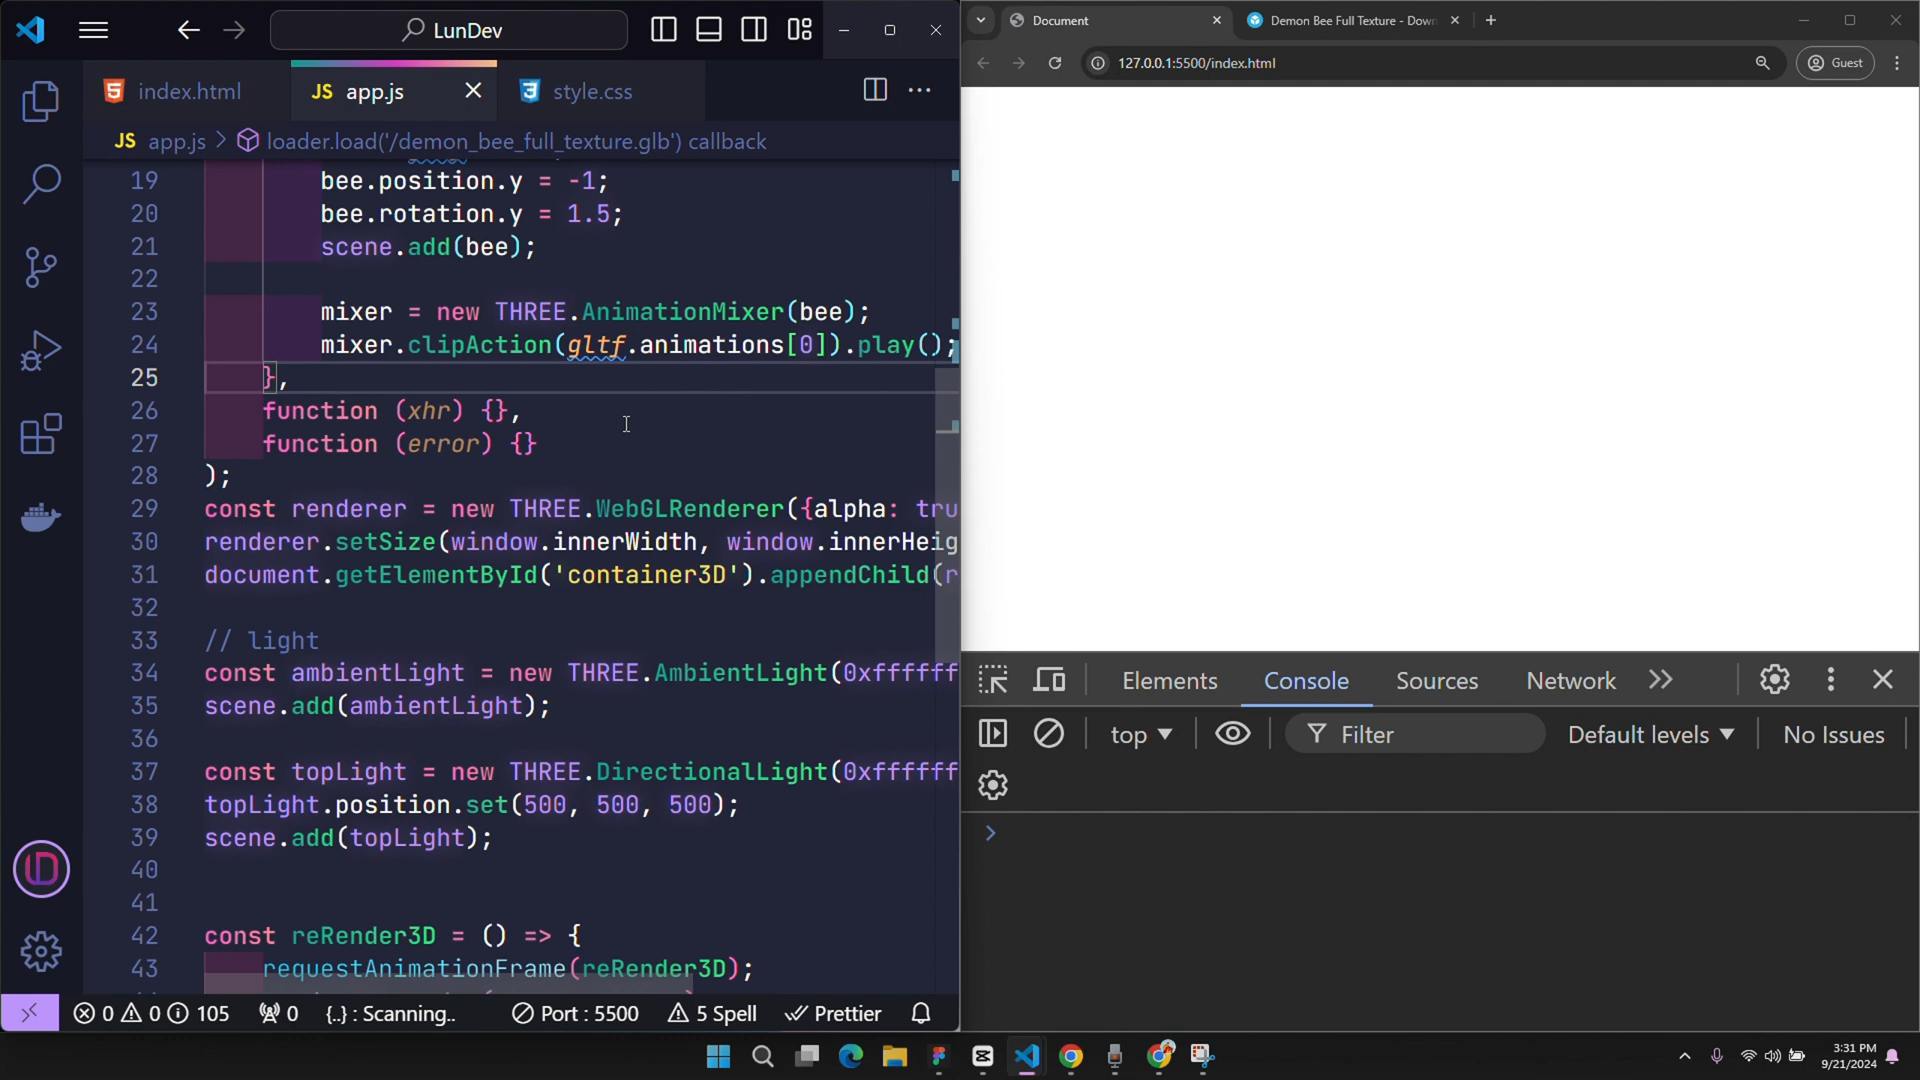 LunDev
index.html
JS app.js
style.css
JS app.js > loader.load('/demon_bee_full_texture.glb') callback
19 bee.position.y = -1;
20 bee.rotation.y = 1.5;
21 scene.add(bee);
22
23 mixer = new THREE.AnimationMixer(bee);
24 mixer.clipAction(gltf.animations[0]).play();
25 },
26 function (xhr) {},
27 function (error) {}
28 );
29 const renderer = new THREE.WebGLRenderer({alpha: tru
30 renderer.setSize(window.innerWidth, window.innerHeig
31 document.getElementById('container3D').appendChild(r
32
33 // light
34 const ambientLight = new THREE.AmbientLight(0xffffff
35 scene.add(ambientLight);
36
37 const topLight = new THREE.DirectionalLight(0xffffff
38 topLight.position.set(500, 500, 500);
39 scene.add(topLight);
40
41
42 const reRender3D = () => {
43 requestAnimationFrame(reRender3D);
0 0 105 0 {..} : Scanning.. Port : 5500 5 Spell Prettier
Document
Demon Bee Full Texture - Down
127.0.0.1:5500/index.html
Guest
Elements Console Sources Network
top Filter Default levels No Issues
3:31 PM
9/21/2024